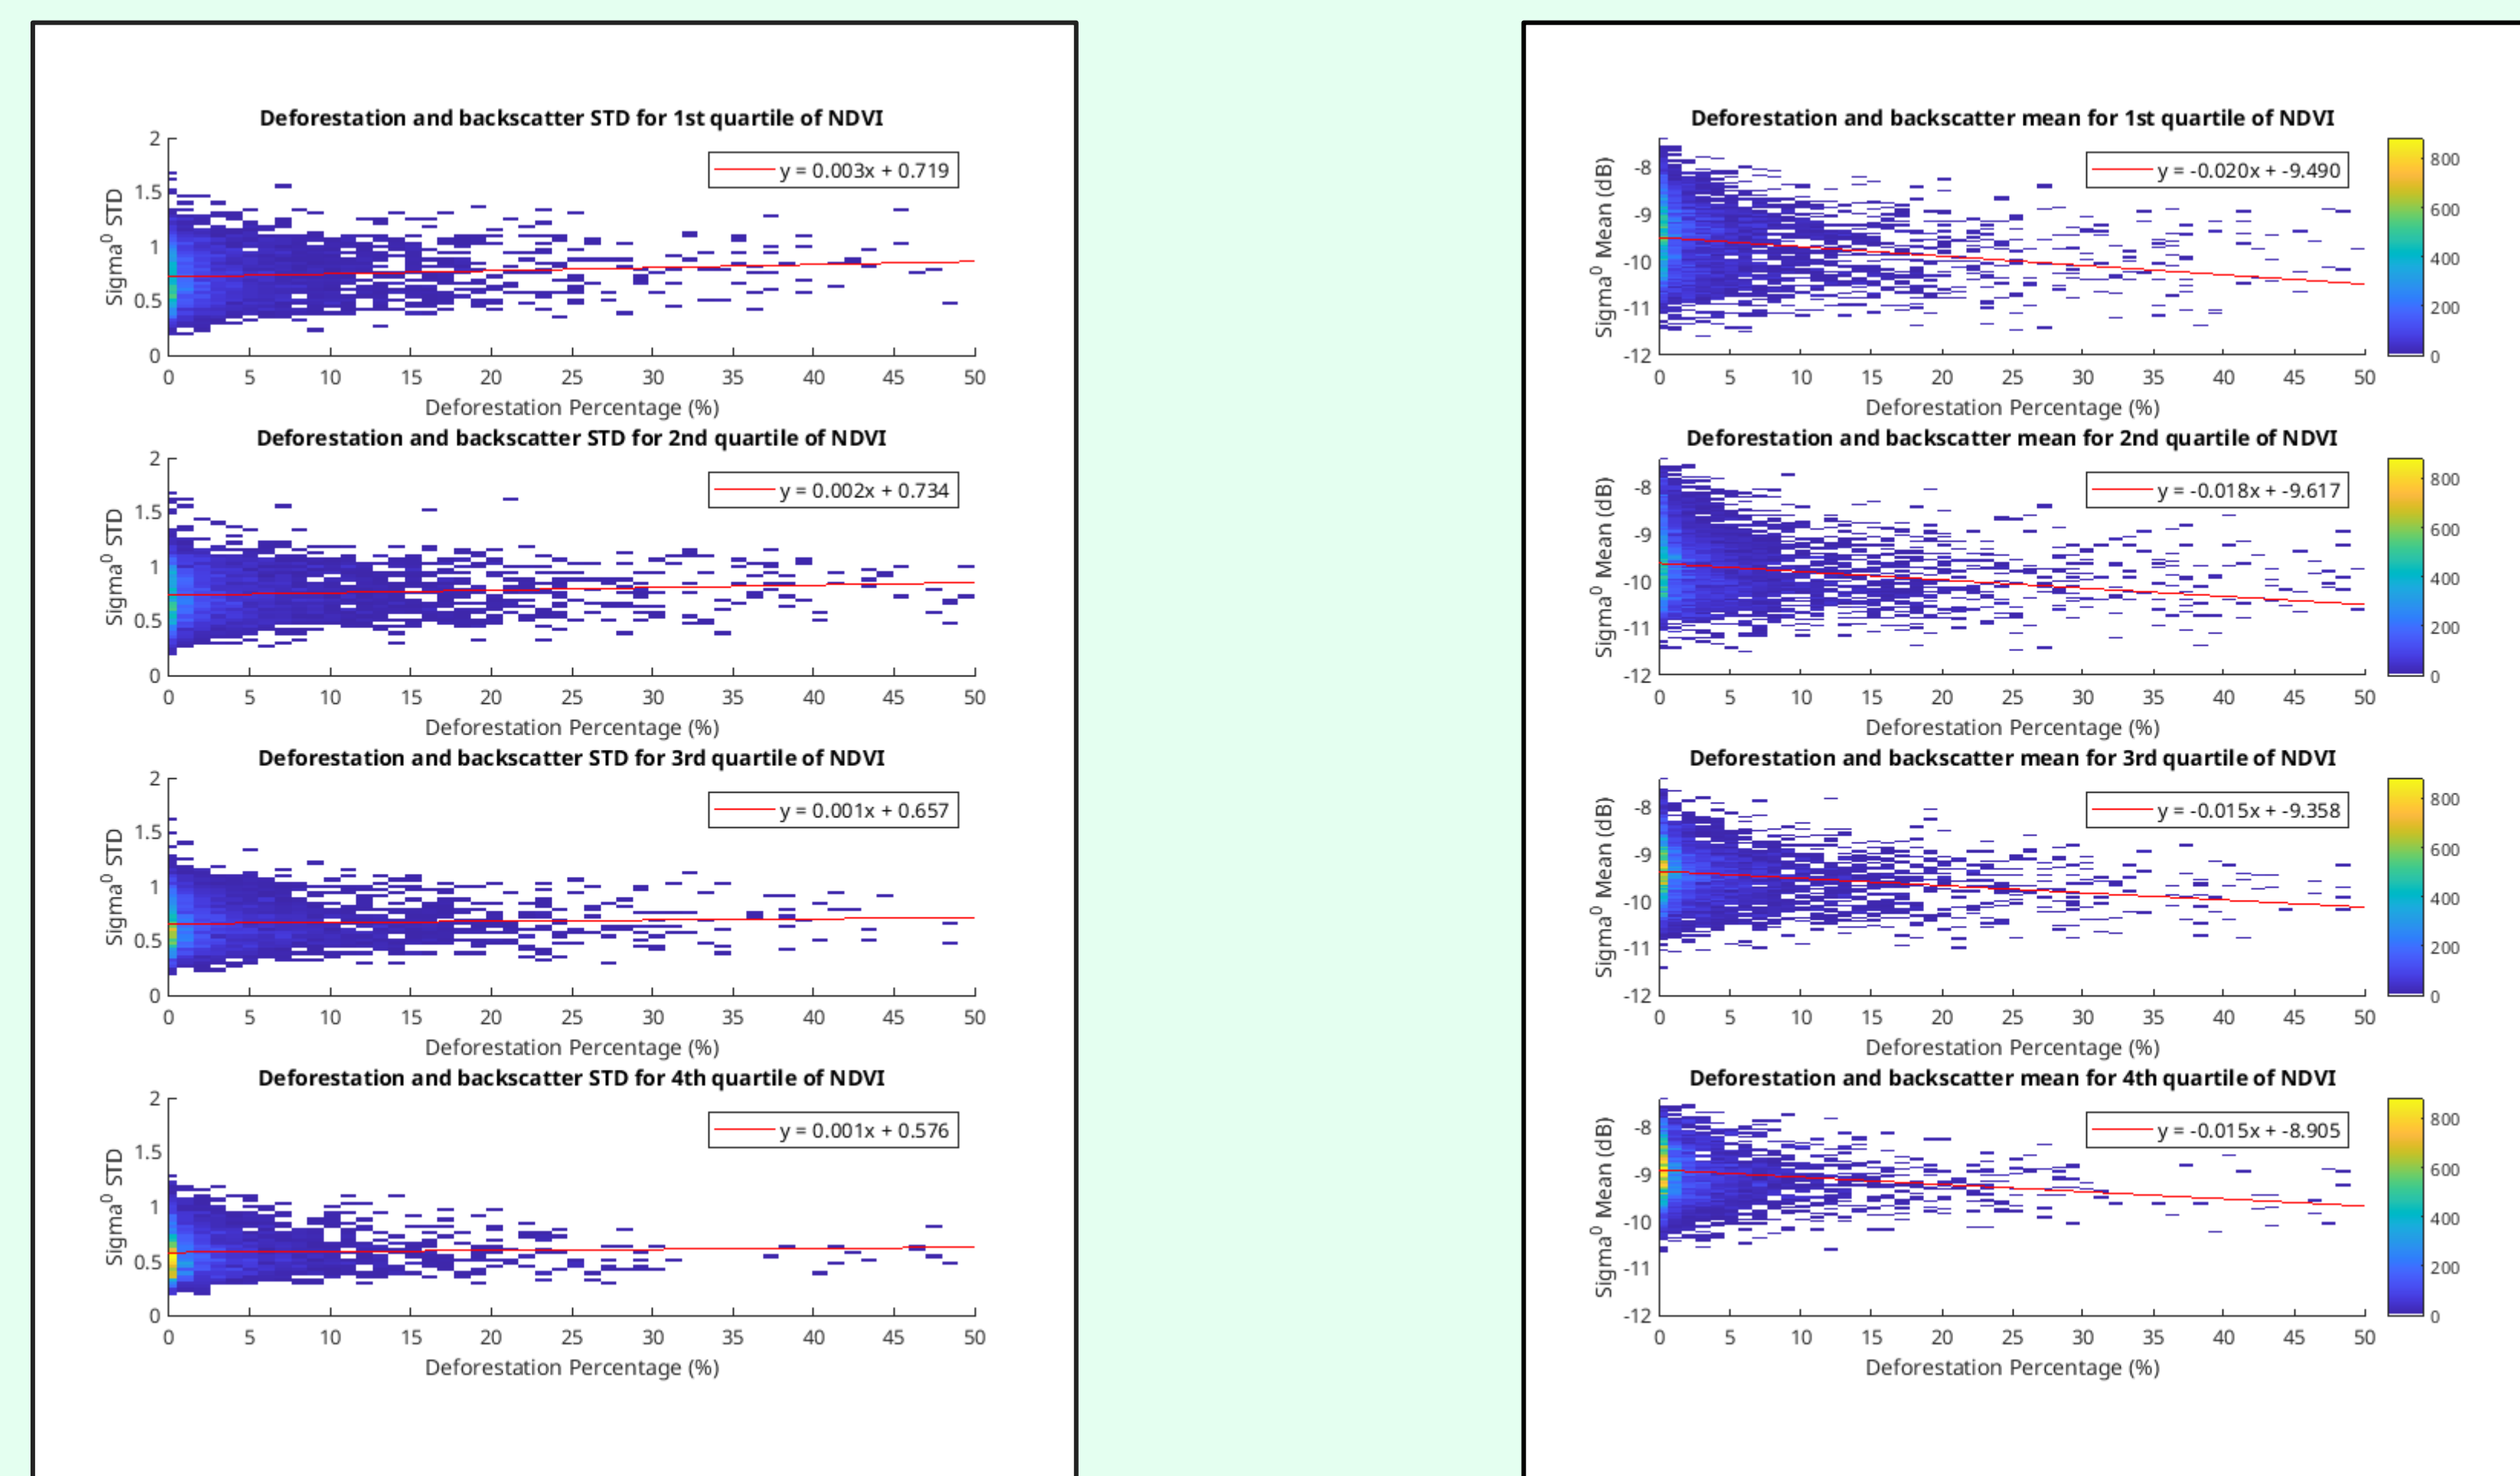 Deforestation and backscatter STD for 1st quartile of NDVI
2
1.5
1
0.5
0
Sigma⁰ STD
y = 0.003x + 0.719
0 5 10 15 20 25 30 35 40 45 50
Deforestation Percentage (%)
Deforestation and backscatter STD for 2nd quartile of NDVI
2
1.5
1
0.5
0
Sigma⁰ STD
y = 0.002x + 0.734
0 5 10 15 20 25 30 35 40 45 50
Deforestation Percentage (%)
Deforestation and backscatter STD for 3rd quartile of NDVI
2
1.5
1
0.5
0
Sigma⁰ STD
y = 0.001x + 0.657
0 5 10 15 20 25 30 35 40 45 50
Deforestation Percentage (%)
Deforestation and backscatter STD for 4th quartile of NDVI
2
1.5
1
0.5
0
Sigma⁰ STD
y = 0.001x + 0.576
0 5 10 15 20 25 30 35 40 45 50
Deforestation Percentage (%)
Deforestation and backscatter mean for 1st quartile of NDVI
-8
-9
-10
-11
-12
Sigma⁰ Mean (dB)
y = -0.020x + -9.490
800
600
400
200
0
0 5 10 15 20 25 30 35 40 45 50
Deforestation Percentage (%)
Deforestation and backscatter mean for 2nd quartile of NDVI
-8
-9
-10
-11
-12
Sigma⁰ Mean (dB)
y = -0.018x + -9.617
800
600
400
200
0
0 5 10 15 20 25 30 35 40 45 50
Deforestation Percentage (%)
Deforestation and backscatter mean for 3rd quartile of NDVI
-8
-9
-10
-11
-12
Sigma⁰ Mean (dB)
y = -0.015x + -9.358
800
600
400
200
0
0 5 10 15 20 25 30 35 40 45 50
Deforestation Percentage (%)
Deforestation and backscatter mean for 4th quartile of NDVI
-8
-9
-10
-11
-12
Sigma⁰ Mean (dB)
y = -0.015x + -8.905
800
600
400
200
0
0 5 10 15 20 25 30 35 40 45 50
Deforestation Percentage (%)